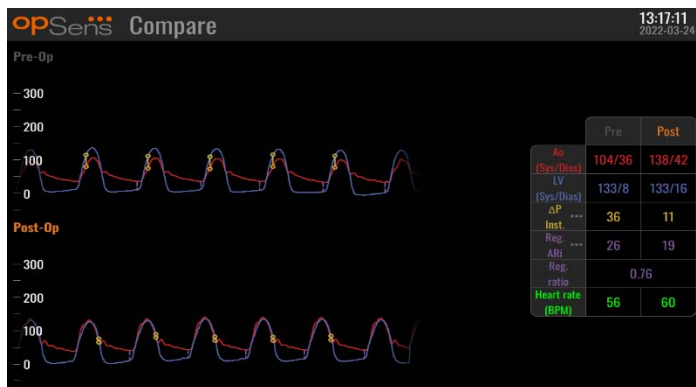 opSens Compare
13:17:11
2022-03-24
Pre-Op
300
200
100
0
Post-Op
300
200
100
0
Pre Post
Ao
(Sys/Dias) 104/36 138/42
LV
(Sys/Dias) 133/8 133/16
ΔP
Inst. 36 11
Reg.
ARi 26 19
Reg.
ratio 0.76
Heart rate
(BPM) 56 60